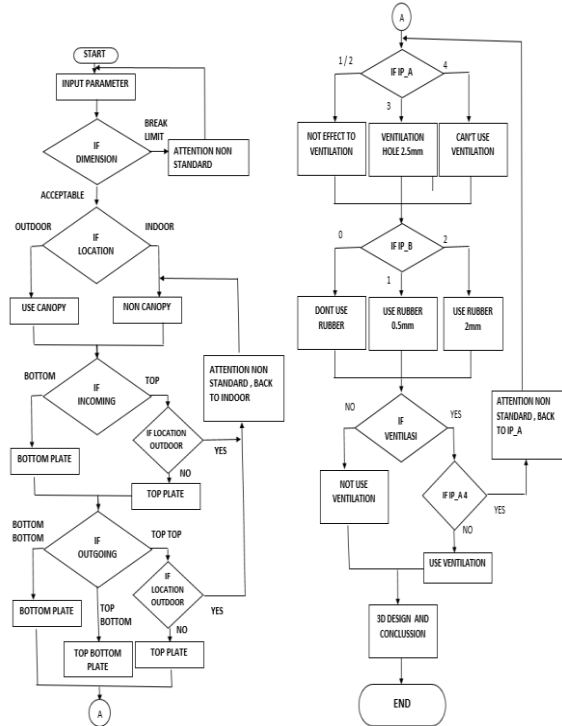 START
INPUT PARAMETER
IF
DIMENSION
BREAK
LIMIT
ATTENTION NON
STANDARD
ACCEPTABLE
OUTDOOR
INDOOR
IF
LOCATION
USE CANOPY
NON CANOPY
BOTTOM
TOP
IF
INCOMING
IF LOCATION
OUTDOOR
YES
ATTENTION NON
STANDARD , BACK
TO INDOOR
NO
BOTTOM PLATE
TOP PLATE
BOTTOM
BOTTOM
IF
OUTGOING
TOP TOP
IF
LOCATION
OUTDOOR
YES
NO
BOTTOM PLATE
TOP
BOTTOM
TOP BOTTOM
PLATE
TOP PLATE
A
A
1 / 2
IF IP_A
4
3
NOT EFFECT TO
VENTILATION
VENTILATION
HOLE 2.5mm
CAN'T USE
VENTILATION
0
IF IP_B
2
1
DONT USE
RUBBER
USE RUBBER
0.5mm
USE RUBBER
2mm
NO
IF
VENTILASI
YES
ATTENTION NON
STANDARD , BACK
TO IP_A
NOT USE
VENTILATION
IF IP_A 4
YES
NO
USE VENTILATION
3D DESIGN AND
CONCLUSSION
END